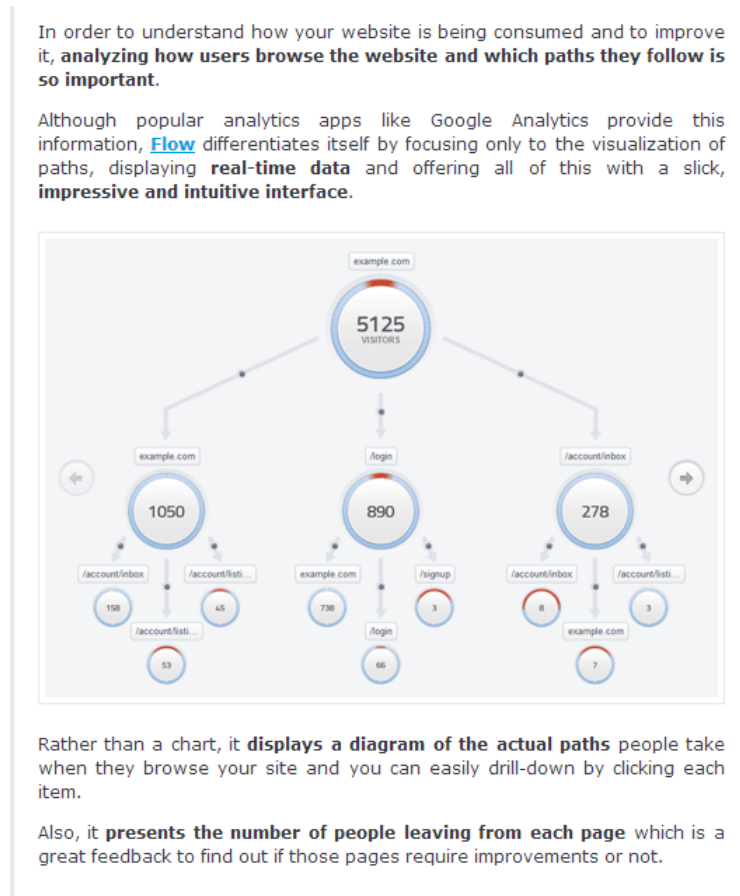 In order to understand how your website is being consumed and to improve
it, analyzing how users browse the website and which paths they follow is
so important.
Although popular analytics apps like Google Analytics provide this
information, Flow differentiates itself by focusing only to the visualization of
paths, displaying real-time data and offering all of this with a slick,
impressive and intuitive interface.
example.com
5125
VISITORS
example.com
/login
/account/inbox
1050
890
278
/account/inbox
/account/listi...
example.com
/signup
/account/inbox
/account/listi...
158
45
738
3
8
3
/account/listi...
/login
example.com
53
66
7
Rather than a chart, it displays a diagram of the actual paths people take
when they browse your site and you can easily drill-down by clicking each
item.
Also, it presents the number of people leaving from each page which is a
great feedback to find out if those pages require improvements or not.